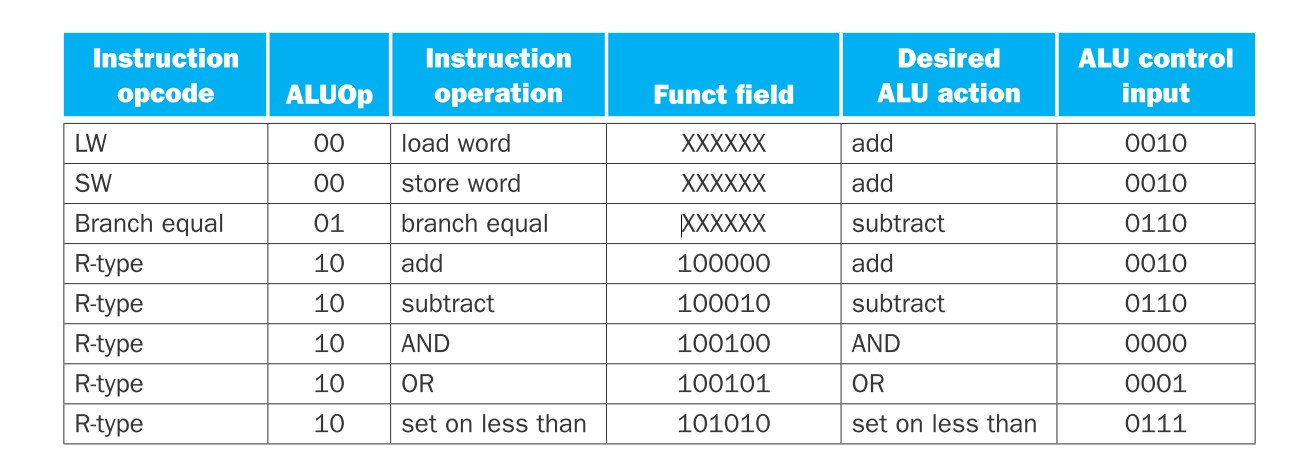 Instruction opcode ALUOp Instruction operation Funct field Desired ALU action ALU control input
LW 00 load word XXXXXX add 0010
SW 00 store word XXXXXX add 0010
Branch equal 01 branch equal XXXXXX subtract 0110
R-type 10 add 100000 add 0010
R-type 10 subtract 100010 subtract 0110
R-type 10 AND 100100 AND 0000
R-type 10 OR 100101 OR 0001
R-type 10 set on less than 101010 set on less than 0111